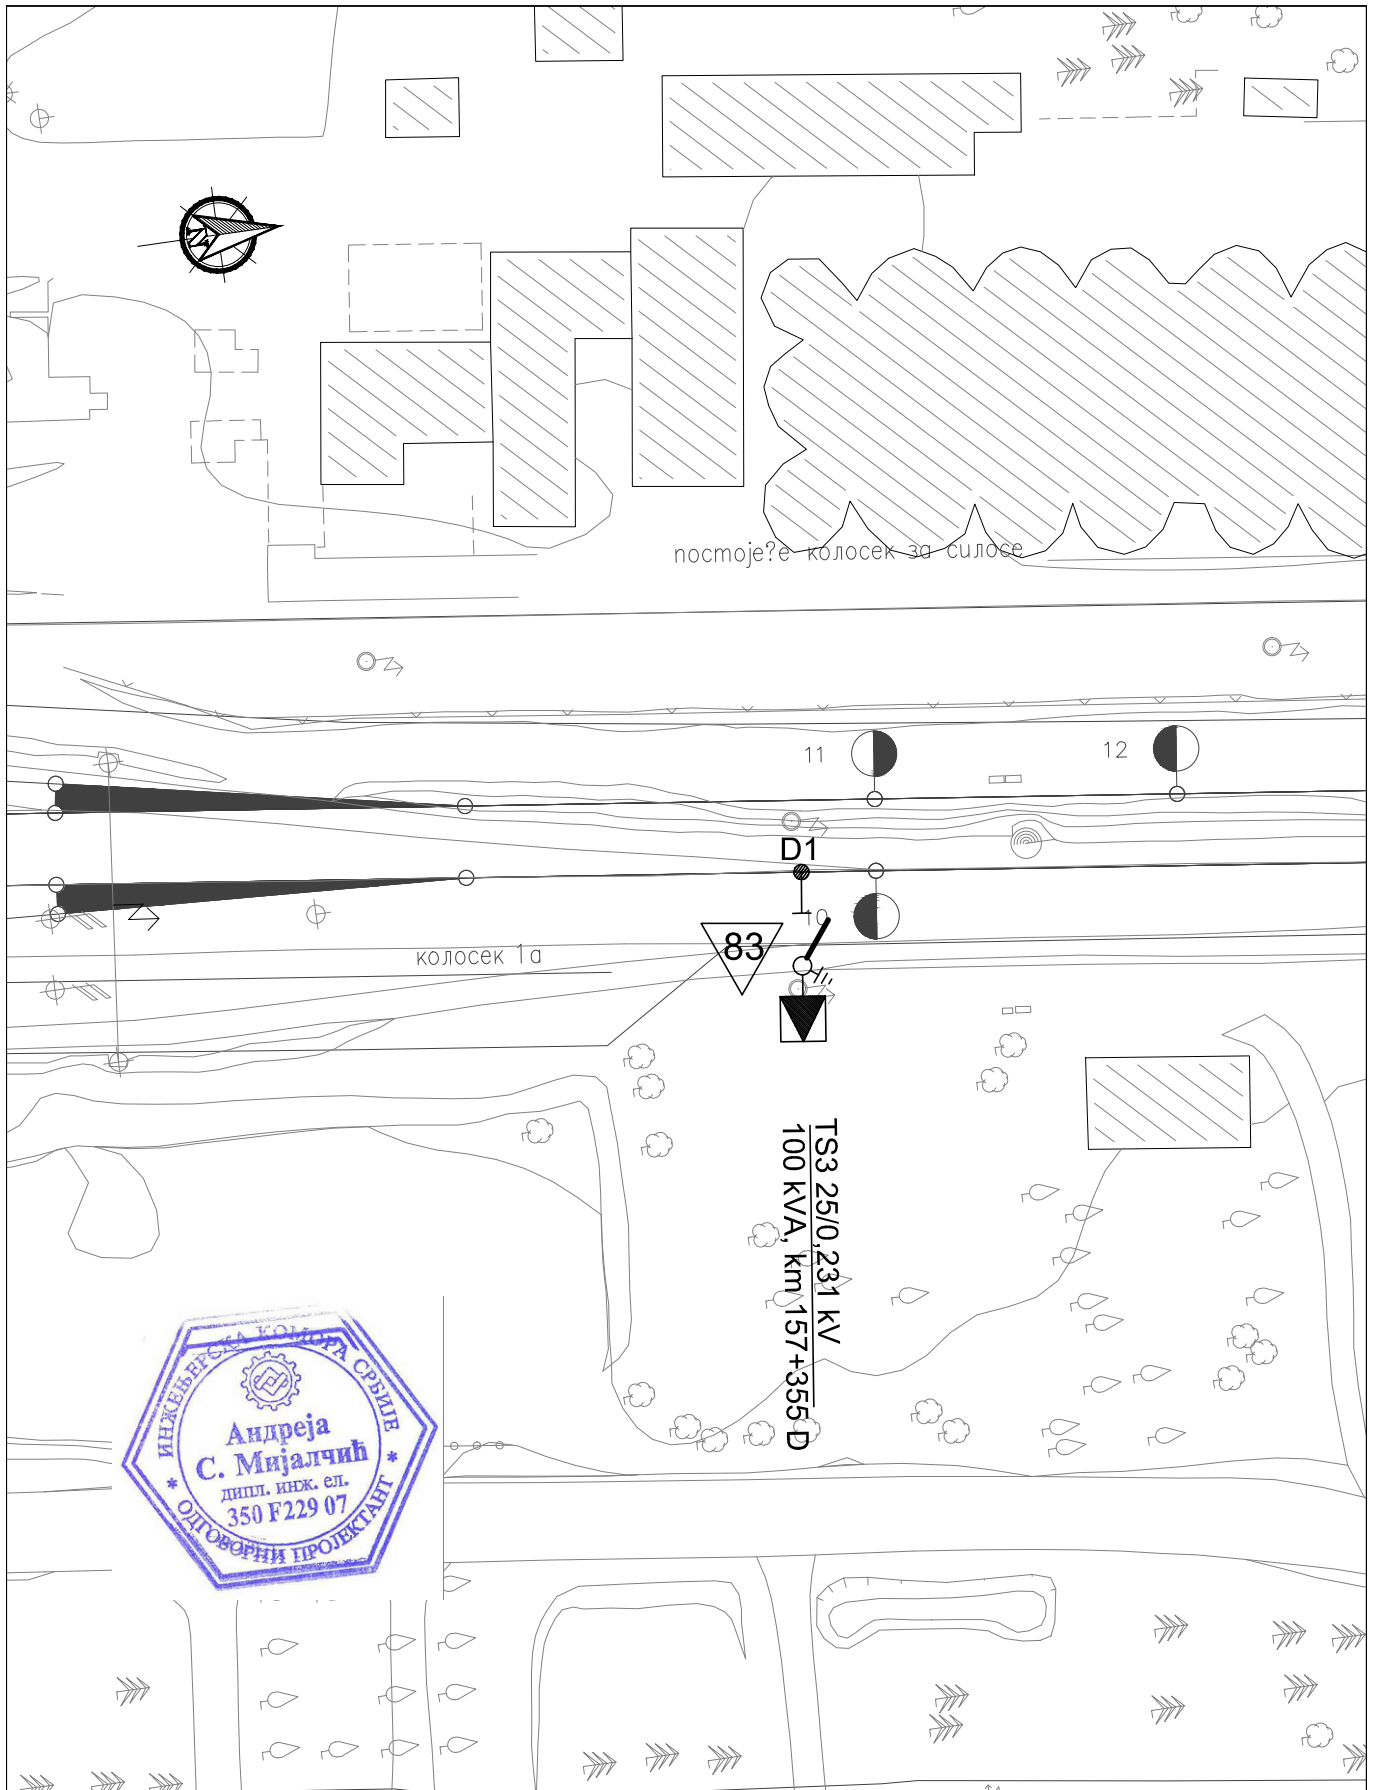 N
постоје?е колосек за силосе
11
12
D1
10
83
колосек 1а
TS3 25/0,231 kV
100 kVA, km 157+355 D
ИНЖЕЊЕРСКА КОМОРА СРБИЈЕ
Андреја
С. Мијалчић
дипл. инж. ел.
350 F229 07
* ОДГОВОРНИ ПРОЈЕКТАНТ *